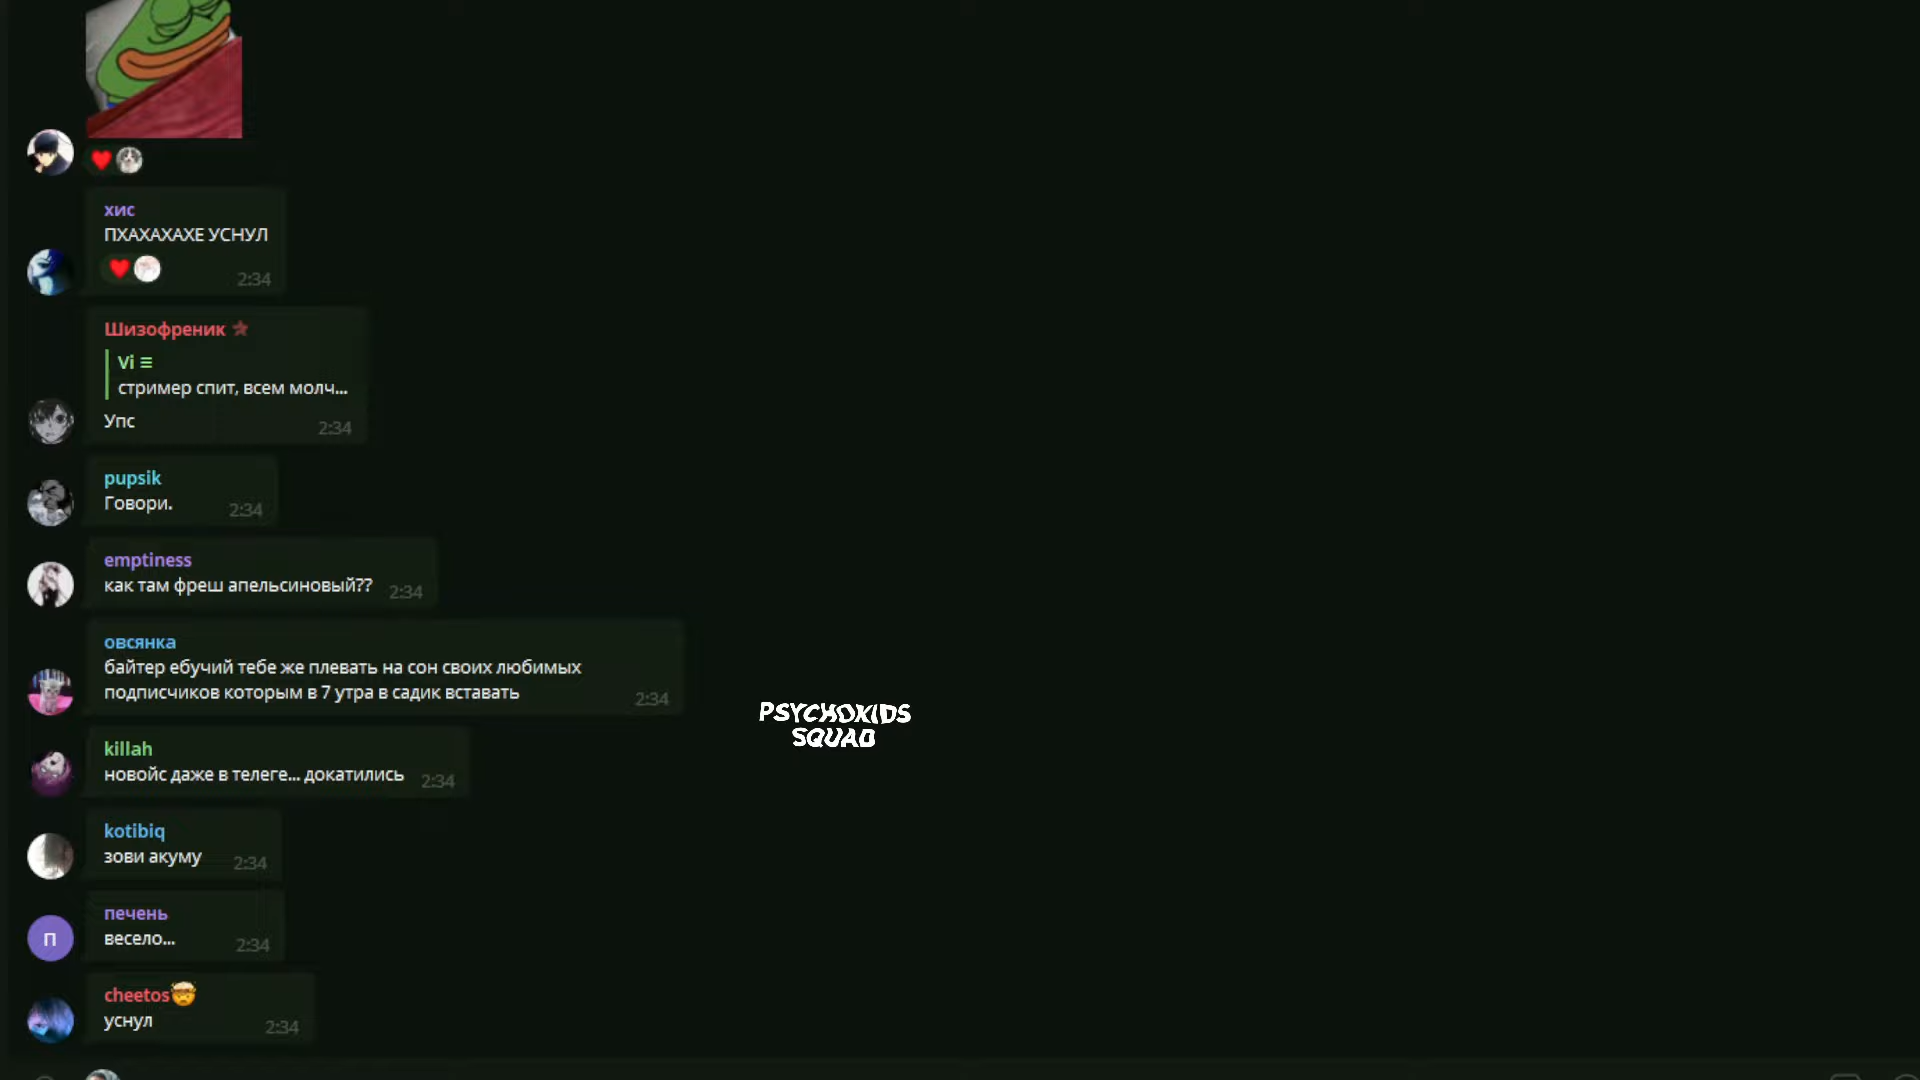 хис
ПХАХАХАХЕ УСНУЛ
2:34
Шизофреник
Vi ≡
стример спит, всем молч...
Упс
2:34
pupsik
Говори.
2:34
emptiness
как там фреш апельсиновый??
2:34
овсянка
байтер ебучий тебе же плевать на сон своих любимых
подписчиков которым в 7 утра в садик вставать
2:34
PSYCHOKIDS
SQUAD
killah
новойс даже в телеге... докатились
2:34
kotibiq
зови акуму
2:34
П
печень
весело...
2:34
cheetos🤯
уснул
2:34